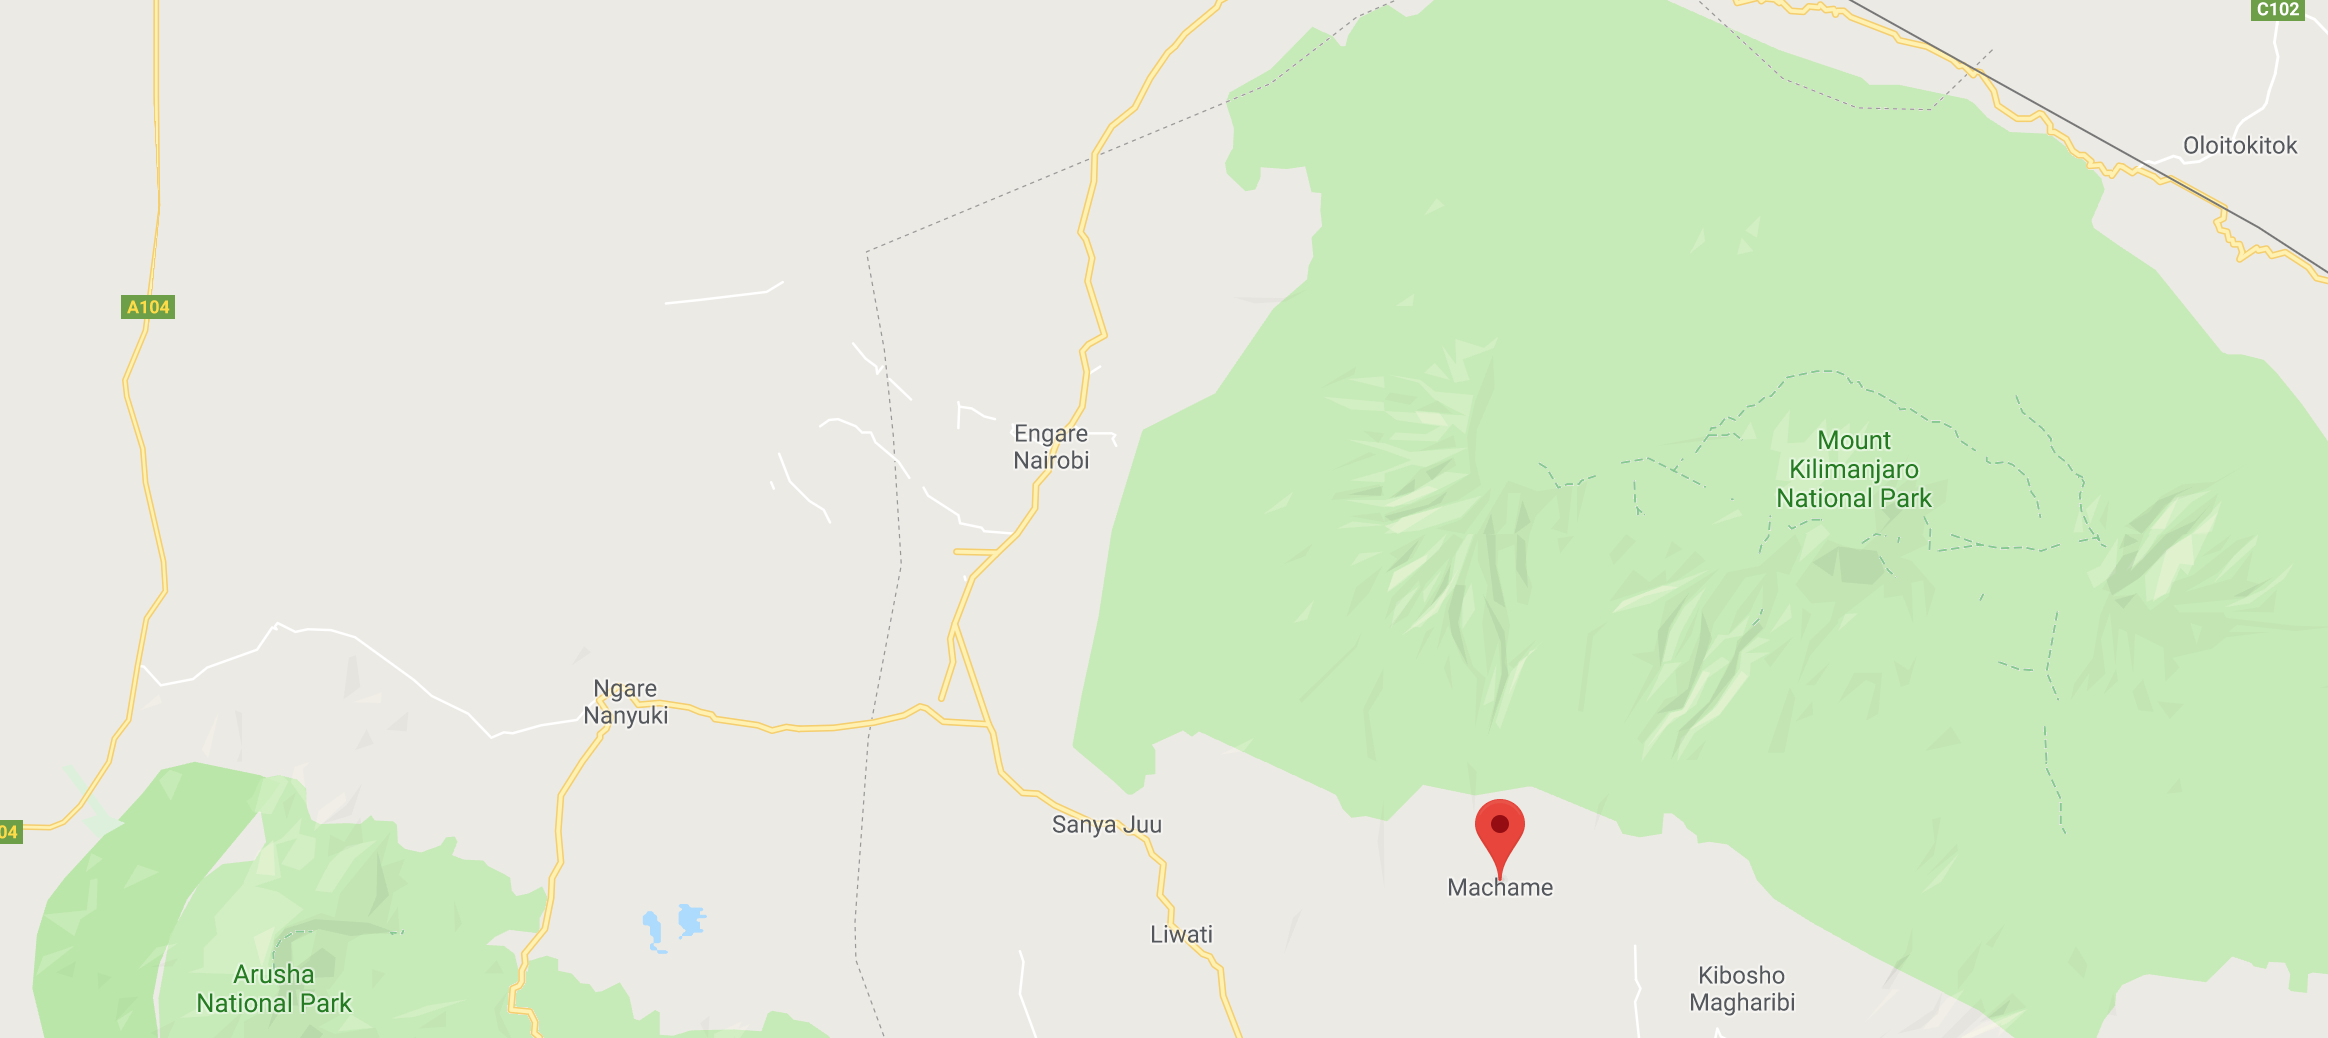 C102
Oloitokitok
A104
Engare
Nairobi
Mount
Kilimanjaro
National Park
Ngare
Nanyuki
04
Sanya Juu
Machame
Liwati
Arusha
National Park
Kibosho
Magharibi